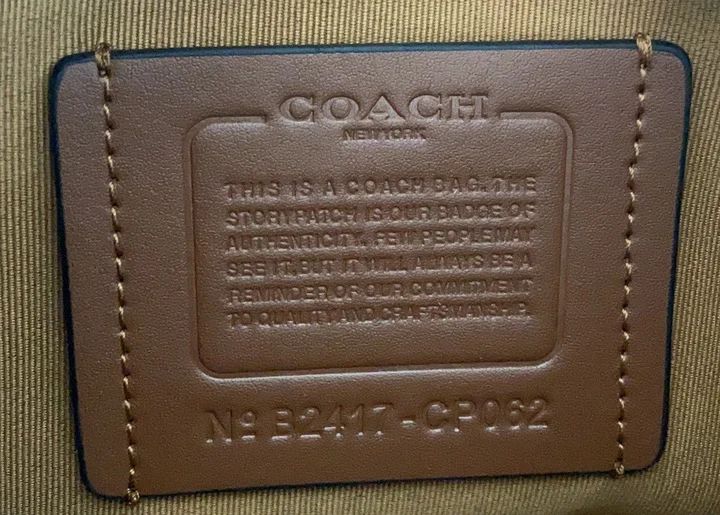 COACH
NEW YORK
THIS IS A COACH BAG. THE
STORYPATCH IS OUR BADGE OF
AUTHENTICITY. FEW PEOPLE MAY
SEE IT, BUT IT WILL ALWAYS BE A
REMINDER OF OUR COMMITMENT
TO QUALITY AND CRAFTSMANSHIP.
Nº B2417-CP062